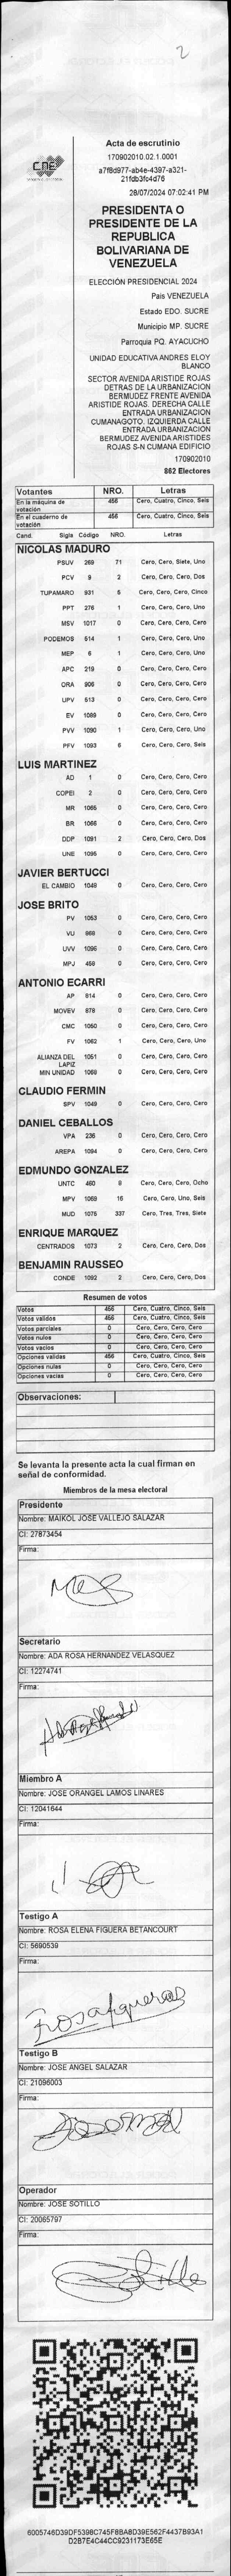 2
CNE
Acta de escrutinio
170902010.02.1.0001
a7f8d977-ab4e-4397-a321-
21fdb3fc4d76
28/07/2024 07:02:41 PM
PRESIDENTA O
PRESIDENTE DE LA
REPUBLICA
BOLIVARIANA DE
VENEZUELA
ELECCIÓN PRESIDENCIAL 2024
Pais VENEZUELA
Estado EDO. SUCRE
Municipio MP. SUCRE
Parroquia PQ. AYACUCHO
UNIDAD EDUCATIVA ANDRES ELOY
BLANCO
SECTOR AVENIDA ARISTIDE ROJAS
DETRAS DE LA URBANIZACION
BERMUDEZ FRENTE AVENIDA
ARISTIDE ROJAS. DERECHA CALLE
ENTRADA URBANIZACION
CUMANAGOTO. IZQUIERDA CALLE
ENTRADA URBANIZACION
BERMUDEZ AVENIDA ARISTIDES
ROJAS S-N CUMANA EDIFICIO
170902010
862 Electores
Votantes NRO. Letras
En la máquina de votación 456 Cero, Cuatro, Cinco, Seis
En el cuaderno de votación 456 Cero, Cuatro, Cinco, Seis
Cand. Sigla Código NRO. Letras
NICOLAS MADURO
PSUV 269 71 Cero, Cero, Siete, Uno
PCV 9 2 Cero, Cero, Cero, Dos
TUPAMARO 931 5 Cero, Cero, Cero, Cinco
PPT 276 1 Cero, Cero, Cero, Uno
MSV 1017 0 Cero, Cero, Cero, Cero
PODEMOS 514 1 Cero, Cero, Cero, Uno
MEP 6 1 Cero, Cero, Cero, Uno
APC 219 0 Cero, Cero, Cero, Cero
ORA 906 0 Cero, Cero, Cero, Cero
UPV 513 0 Cero, Cero, Cero, Cero
EV 1089 0 Cero, Cero, Cero, Cero
PVV 1090 1 Cero, Cero, Cero, Uno
PFV 1093 6 Cero, Cero, Cero, Seis
LUIS MARTINEZ
AD 1 0 Cero, Cero, Cero, Cero
COPEI 2 0 Cero, Cero, Cero, Cero
MR 1065 0 Cero, Cero, Cero, Cero
BR 1066 0 Cero, Cero, Cero, Cero
DDP 1091 2 Cero, Cero, Cero, Dos
UNE 1095 0 Cero, Cero, Cero, Cero
JAVIER BERTUCCI
EL CAMBIO 1049 0 Cero, Cero, Cero, Cero
JOSE BRITO
PV 1053 0 Cero, Cero, Cero, Cero
VU 968 0 Cero, Cero, Cero, Cero
UVV 1096 0 Cero, Cero, Cero, Cero
MPJ 459 0 Cero, Cero, Cero, Cero
ANTONIO ECARRI
AP 814 0 Cero, Cero, Cero, Cero
MOVEV 878 0 Cero, Cero, Cero, Cero
CMC 1050 0 Cero, Cero, Cero, Cero
FV 1062 1 Cero, Cero, Cero, Uno
ALIANZA DEL LAPIZ 1051 0 Cero, Cero, Cero, Cero
MIN UNIDAD 1069 0 Cero, Cero, Cero, Cero
CLAUDIO FERMIN
SPV 1049 0 Cero, Cero, Cero, Cero
DANIEL CEBALLOS
VPA 236 0 Cero, Cero, Cero, Cero
AREPA 1094 0 Cero, Cero, Cero, Cero
EDMUNDO GONZALEZ
UNTC 460 8 Cero, Cero, Cero, Ocho
MPV 1069 16 Cero, Cero, Uno, Seis
MUD 1075 337 Cero, Tres, Tres, Siete
ENRIQUE MARQUEZ
CENTRADOS 1073 2 Cero, Cero, Cero, Dos
BENJAMIN RAUSSEO
CONDE 1092 2 Cero, Cero, Cero, Dos
Resumen de votos
Votos 456 Cero, Cuatro, Cinco, Seis
Votos validos 456 Cero, Cuatro, Cinco, Seis
Votos parciales 0 Cero, Cero, Cero, Cero
Votos nulos 0 Cero, Cero, Cero, Cero
Votos vacios 0 Cero, Cero, Cero, Cero
Opciones validas 456 Cero, Cuatro, Cinco, Seis
Opciones nulas 0 Cero, Cero, Cero, Cero
Opciones vacias 0 Cero, Cero, Cero, Cero
Observaciones:
Se levanta la presente acta la cual firman en
señal de conformidad.
Miembros de la mesa electoral
Presidente
Nombre: MAIKOL JOSE VALLEJO SALAZAR
CI: 27873454
Firma:
Secretario
Nombre: ADA ROSA HERNANDEZ VELASQUEZ
CI: 12274741
Firma:
Miembro A
Nombre: JOSE ORANGEL LAMOS LINARES
CI: 12041644
Firma:
Testigo A
Nombre: ROSA ELENA FIGUERA BETANCOURT
CI: 5690539
Firma:
Rosa figueras
Testigo B
Nombre: JOSE ANGEL SALAZAR
CI: 21096003
Firma:
Operador
Nombre: JOSE SOTILLO
CI: 20065797
Firma:
6005746D39DF5398C745F8BA8D39E562F4437B93A1
D2B7E4C44CC9231173E65E